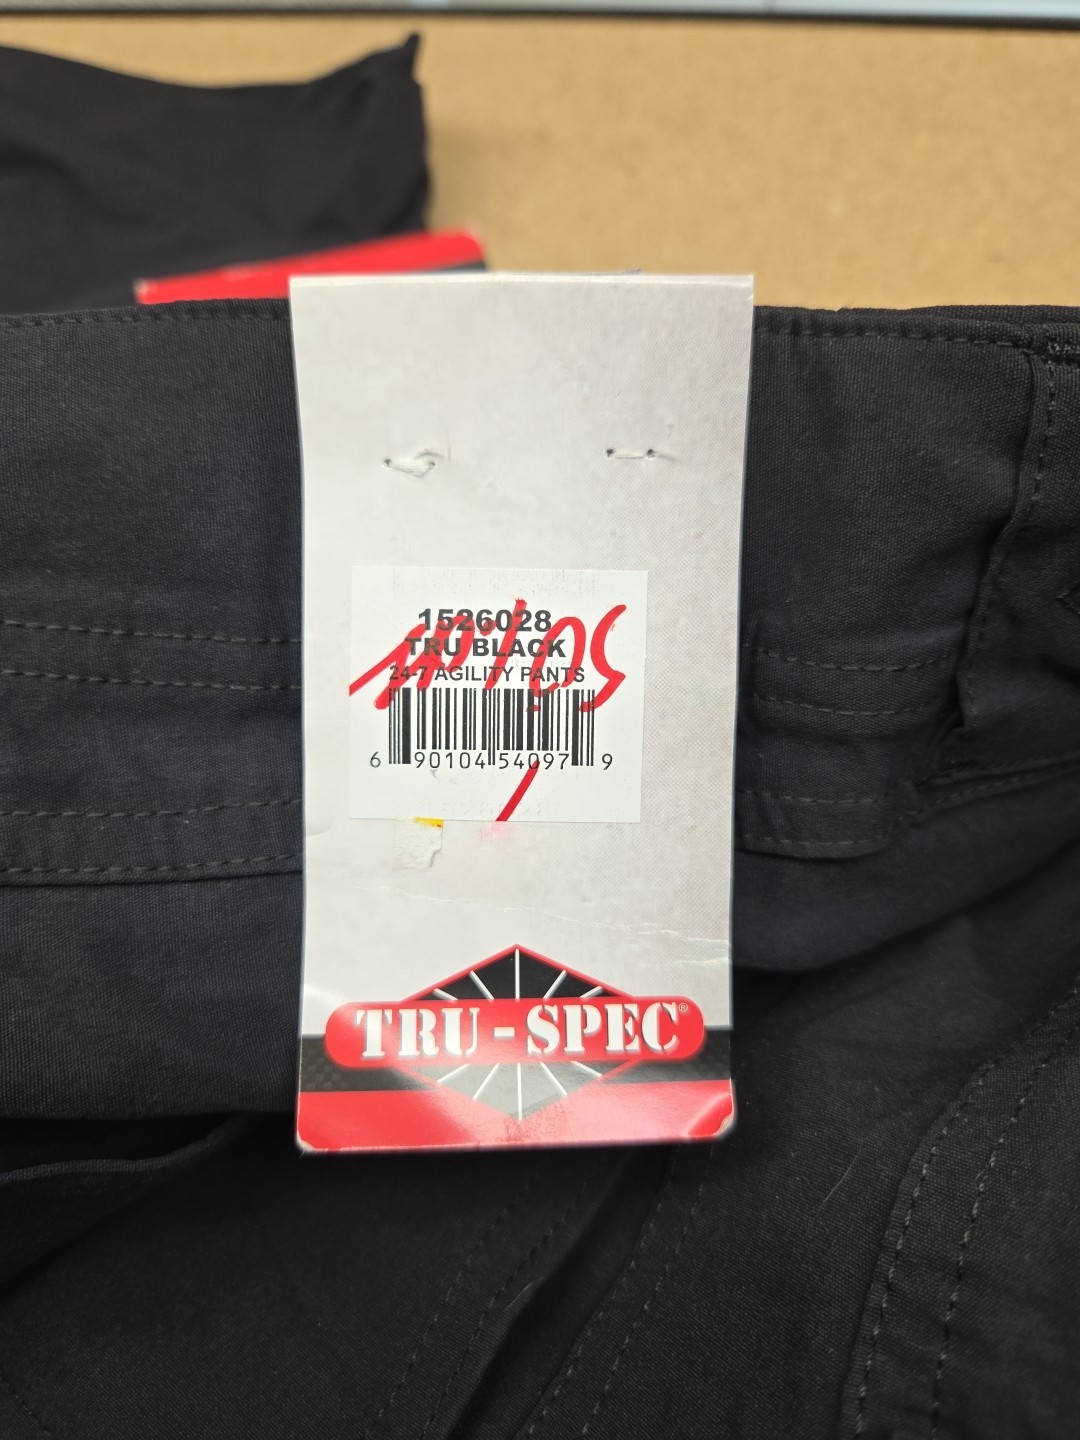 1526028
TRU BLACK
24-7 AGILITY PANTS
6 90104 54097 9
TRU-SPEC®